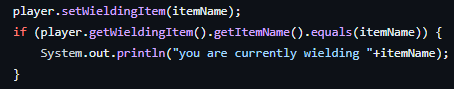 player.setWieldingItem(itemName);
if (player.getWieldingItem().getItemName().equals(itemName)) {
    System.out.println("you are currently wielding "+itemName);
}